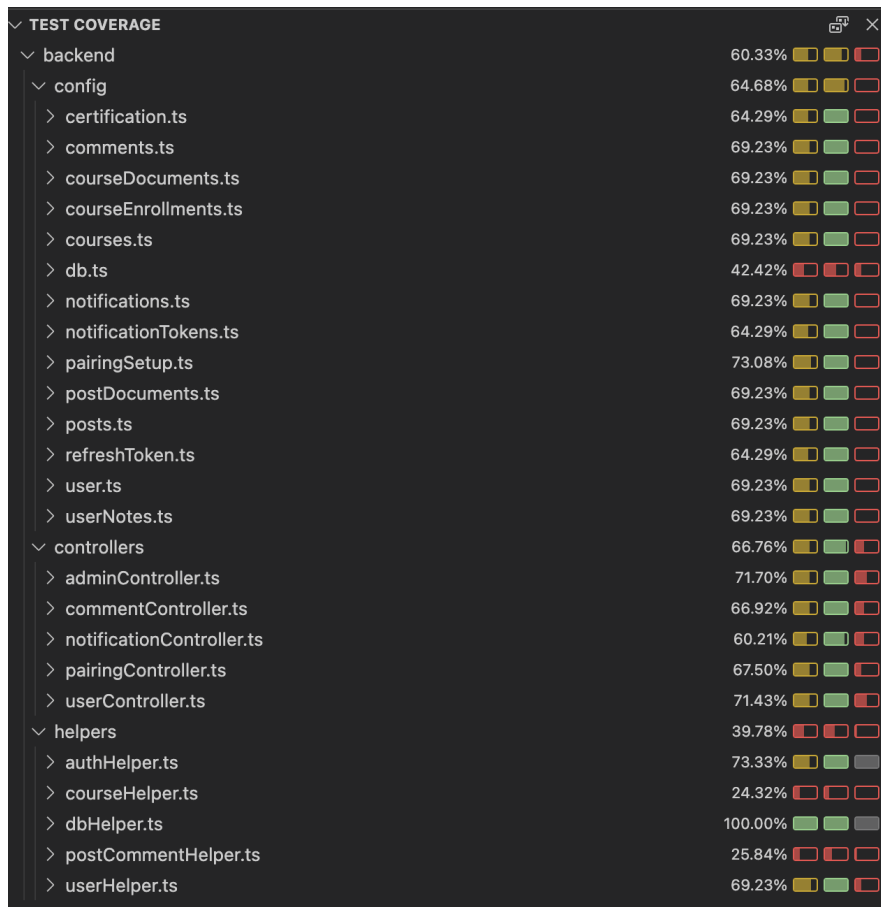 TEST COVERAGE
backend 60.33%
config 64.68%
certification.ts 64.29%
comments.ts 69.23%
courseDocuments.ts 69.23%
courseEnrollments.ts 69.23%
courses.ts 69.23%
db.ts 42.42%
notifications.ts 69.23%
notificationTokens.ts 64.29%
pairingSetup.ts 73.08%
postDocuments.ts 69.23%
posts.ts 69.23%
refreshToken.ts 64.29%
user.ts 69.23%
userNotes.ts 69.23%
controllers 66.76%
adminController.ts 71.70%
commentController.ts 66.92%
notificationController.ts 60.21%
pairingController.ts 67.50%
userController.ts 71.43%
helpers 39.78%
authHelper.ts 73.33%
courseHelper.ts 24.32%
dbHelper.ts 100.00%
postCommentHelper.ts 25.84%
userHelper.ts 69.23%